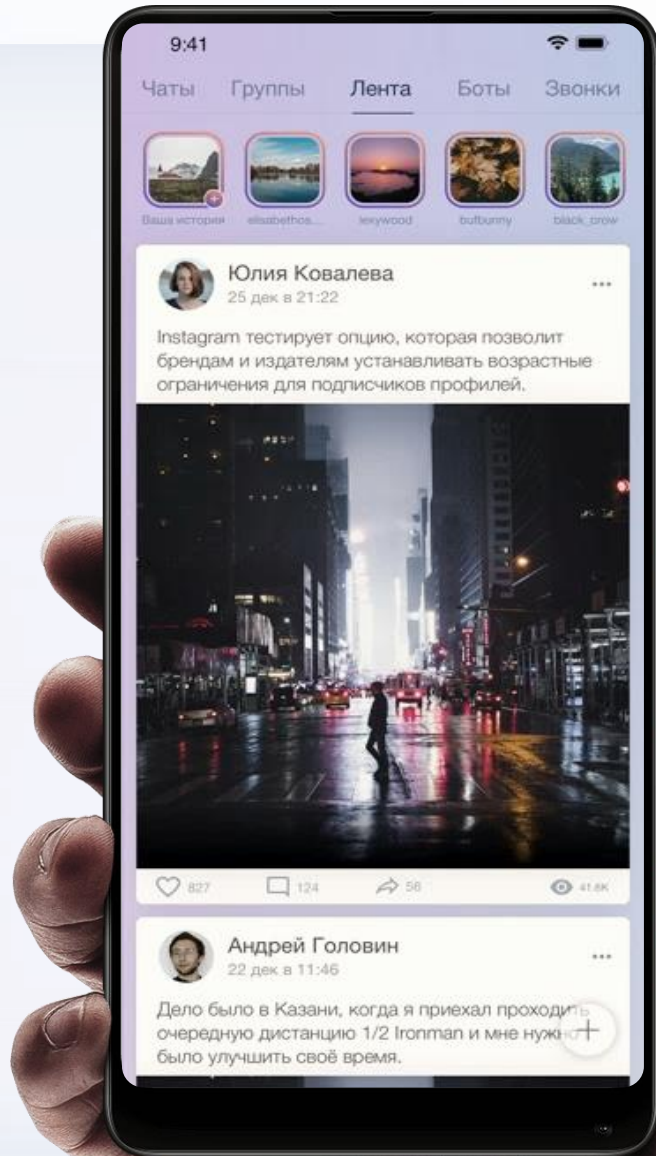 9:41
Чаты Группы Лента Боты Звонки
Ваша история elisabethos... lexywood butbunny black_crow
Юлия Ковалева
25 дек в 21:22
Instagram тестирует опцию, которая позволит
брендам и издателям устанавливать возрастные
ограничения для подписчиков профилей.
827 124 56 41.6K
Андрей Головин
22 дек в 11:46
Дело было в Казани, когда я приехал проходить
очередную дистанцию 1/2 Ironman и мне нужно
было улучшить своё время.